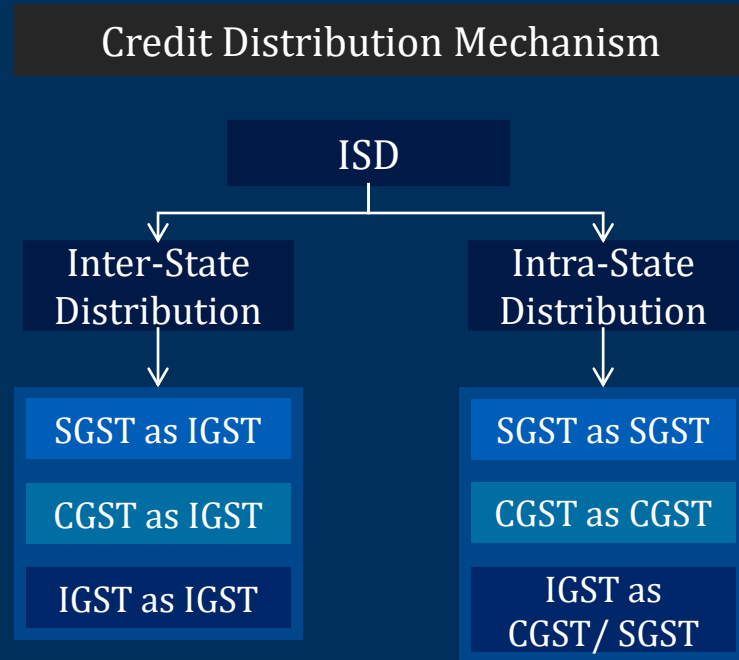 Credit Distribution Mechanism
ISD
Inter-State
Distribution
SGST as IGST
CGST as IGST
IGST as IGST
Intra-State
Distribution
SGST as SGST
CGST as CGST
IGST as
CGST/ SGST